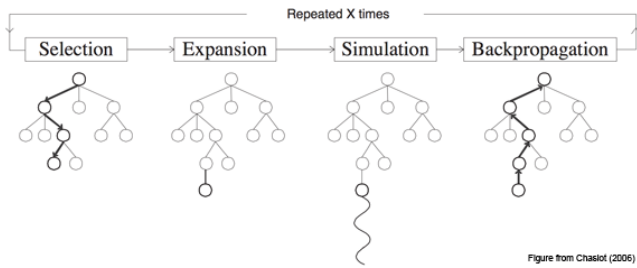 Repeated X times
Selection
Expansion
Simulation
Backpropagation
Figure from Chaslot (2006)